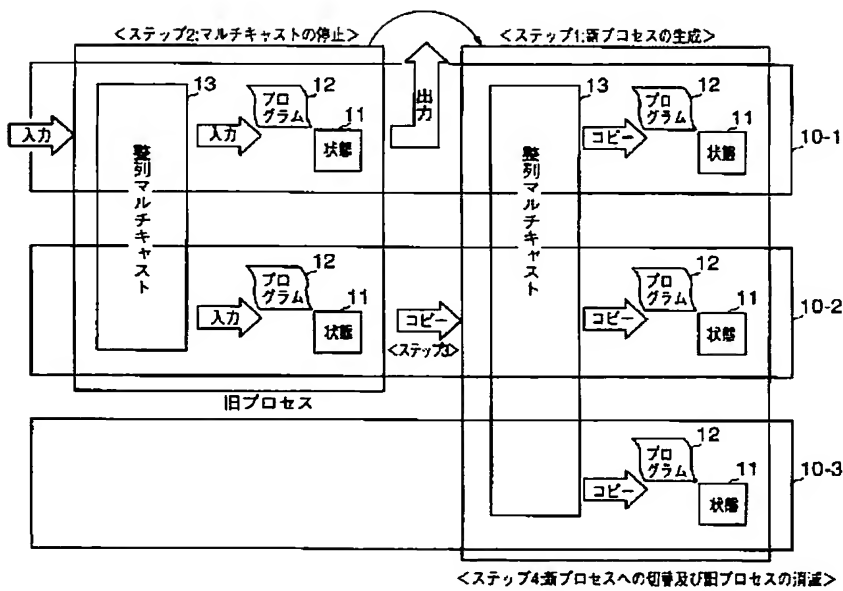 <ステップ2:マルチキャストの停止>
<ステップ1:新プロセスの生成>
13
12
プログラム
11
状態
入力
整列マルチキャスト
入力
出力
13
12
プログラム
11
状態
コピー
整列マルチキャスト
10-1
12
プログラム
11
状態
入力
コピー
<ステップ3>
12
プログラム
11
状態
コピー
10-2
旧プロセス
12
プログラム
11
状態
コピー
10-3
<ステップ4:新プロセスへの切替及び旧プロセスの消滅>